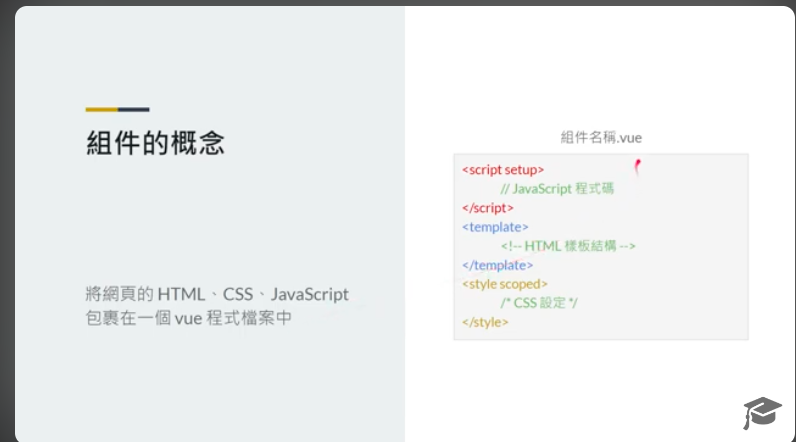 組件的概念
將網頁的 HTML、CSS、JavaScript
包裹在一個 vue 程式檔案中
組件名稱.vue
<script setup>
// JavaScript 程式碼
</script>
<template>
<!-- HTML 樣板結構 -->
</template>
<style scoped>
/* CSS 設定 */
</style>